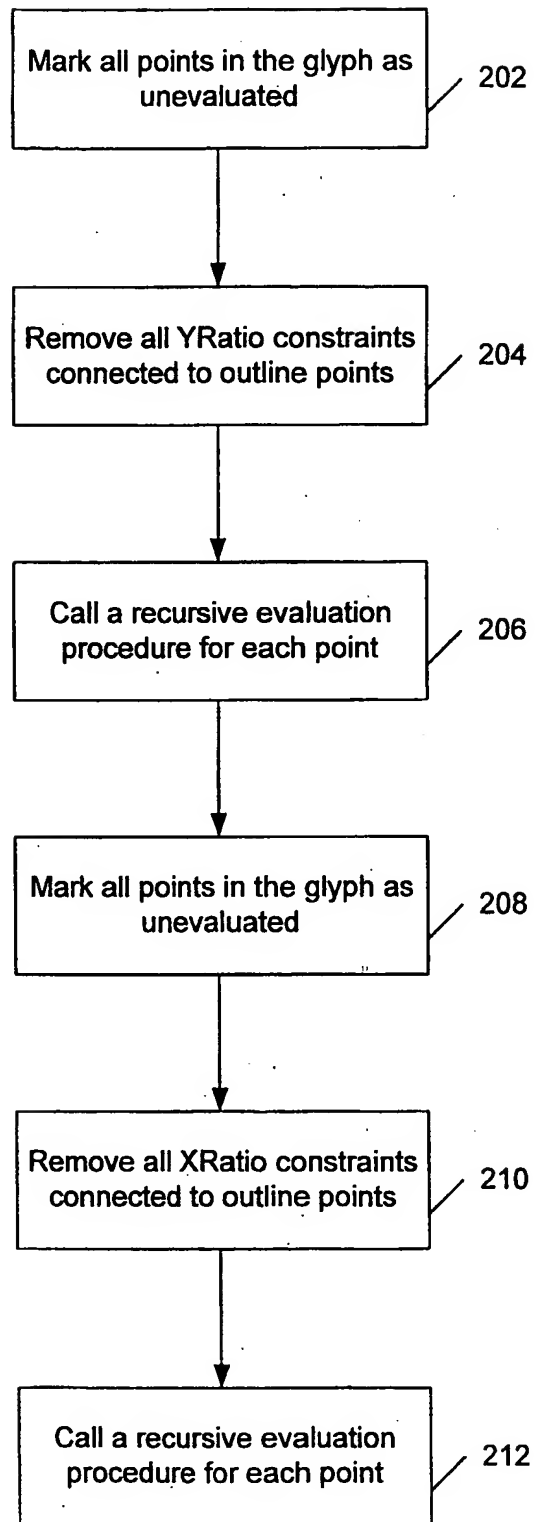 Mark all points in the glyph as
unevaluated
202
Remove all YRatio constraints
connected to outline points
204
Call a recursive evaluation
procedure for each point
206
Mark all points in the glyph as
unevaluated
208
Remove all XRatio constraints
connected to outline points
210
Call a recursive evaluation
procedure for each point
212